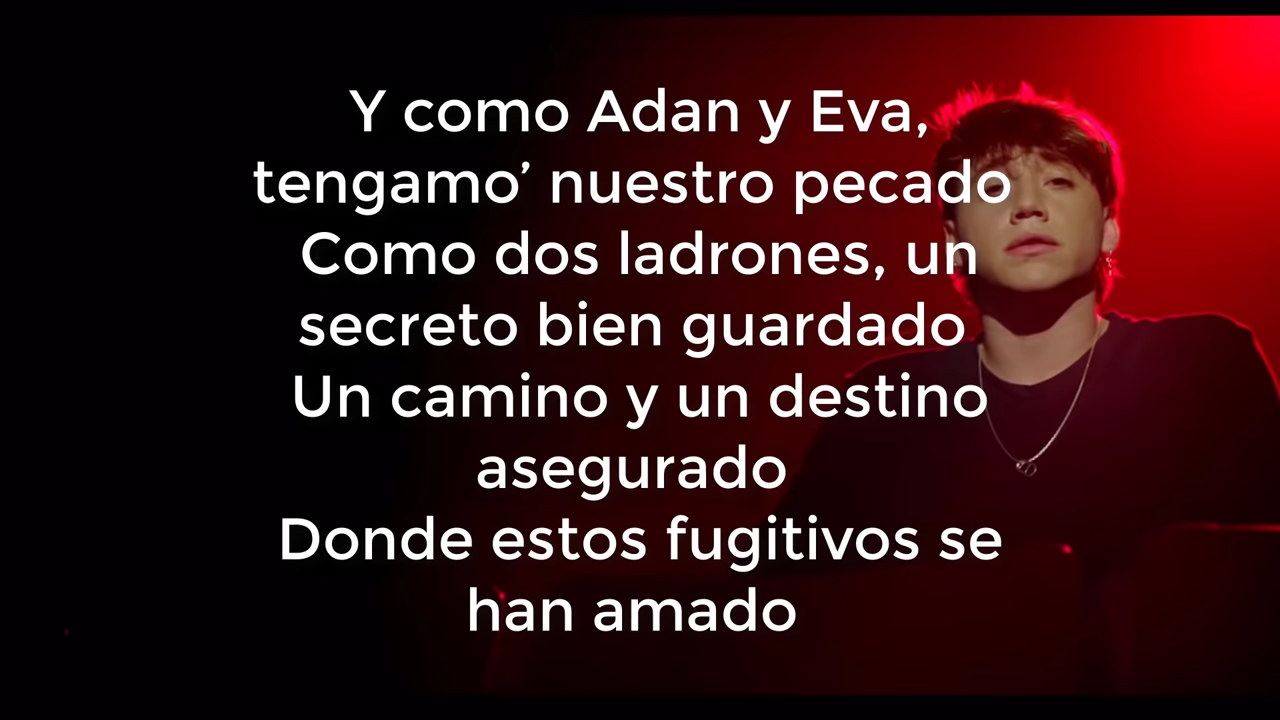 Y como Adan y Eva,
tengamo’ nuestro pecado
Como dos ladrones, un
secreto bien guardado
Un camino y un destino
asegurado
Donde estos fugitivos se
han amado